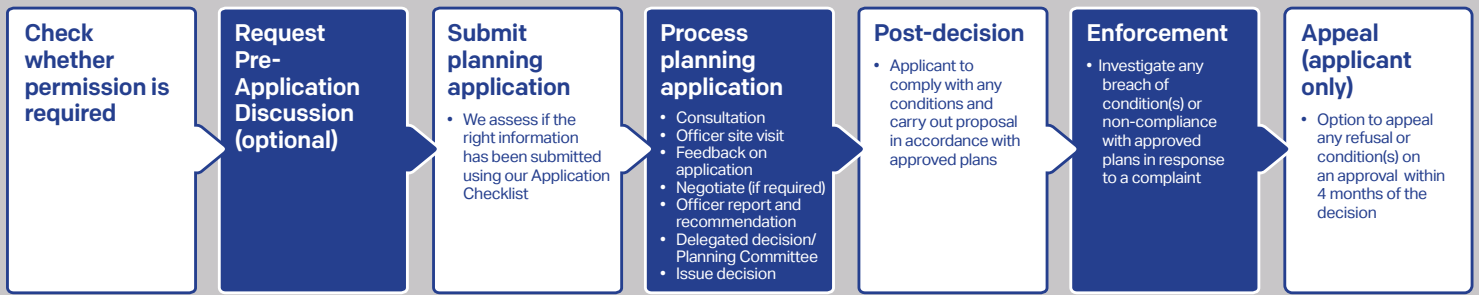 Check
whether
permission is
required
Request
Pre-
Application
Discussion
(optional)
Submit
planning
application
• We assess if the
right information
has been submitted
using our Application
Checklist
Process
planning
application
• Consultation
• Officer site visit
• Feedback on
application
• Negotiate (if required)
• Officer report and
recommendation
• Delegated decision/
Planning Committee
• Issue decision
Post-decision
• Applicant to
comply with any
conditions and
carry out proposal
in accordance with
approved plans
Enforcement
• Investigate any
breach of
condition(s) or
non-compliance
with approved
plans in response
to a complaint
Appeal
(applicant
only)
• Option to appeal
any refusal or
condition(s) on
an approval within
4 months of the
decision